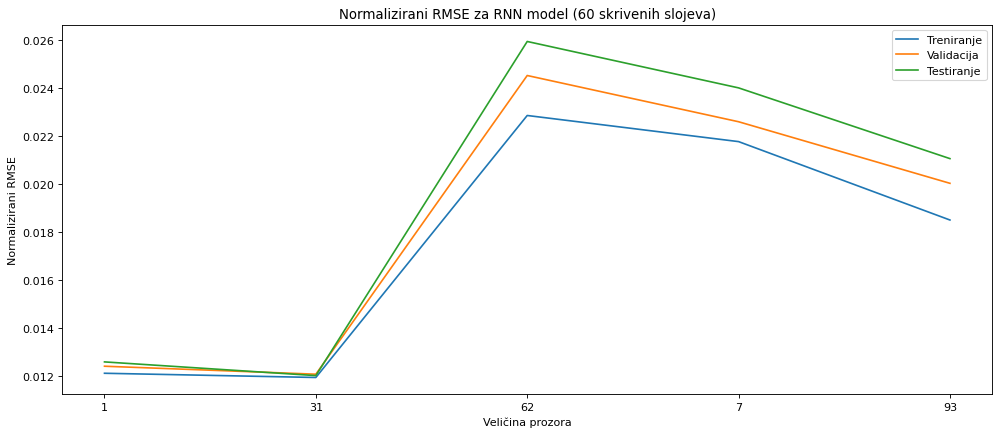 Normalizirani RMSE za RNN model (60 skrivenih slojeva)
Treniranje
Validacija
Testiranje
Normalizirani RMSE
0.026
0.024
0.022
0.020
0.018
0.016
0.014
0.012
1 31 62 7 93
Veličina prozora